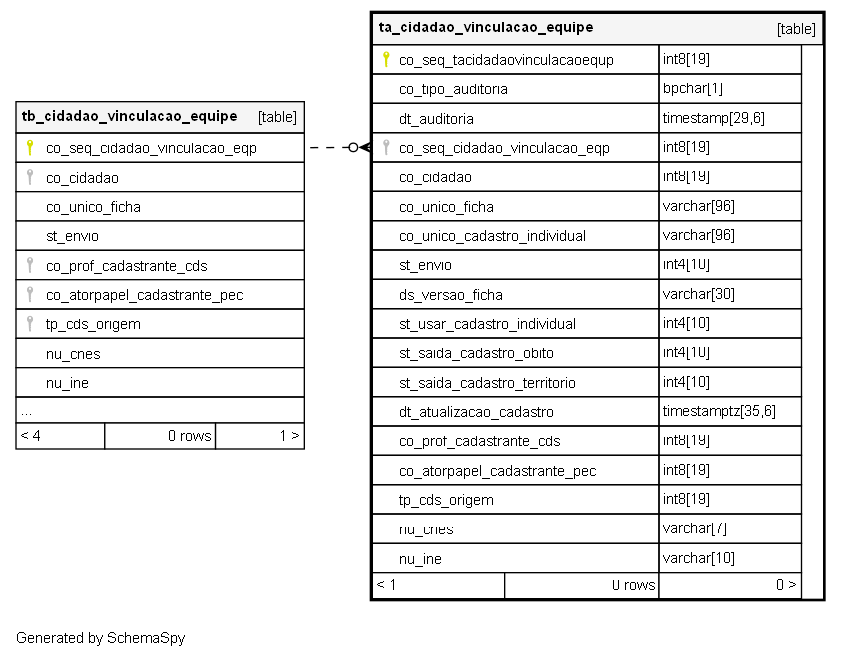 tb_cidadao_vinculacao_equipe [table]
co_seq_cidadao_vinculacao_eqp
co_cidadao
co_unico_ficha
st_envio
co_prof_cadastrante_cds
co_atorpapel_cadastrante_pec
tp_cds_origem
nu_cnes
nu_ine
...
< 4 0 rows 1 >
ta_cidadao_vinculacao_equipe [table]
co_seq_tacidadaovinculacaoequp int8[19]
co_tipo_auditoria bpchar[1]
dt_auditoria timestamp[29,6]
co_seq_cidadao_vinculacao_eqp int8[19]
co_cidadao int8[19]
co_unico_ficha varchar[96]
co_unico_cadastro_individual varchar[96]
st_envio int4[10]
ds_versao_ficha varchar[30]
st_usar_cadastro_individual int4[10]
st_saida_cadastro_obito int4[10]
st_saida_cadastro_territorio int4[10]
dt_atualizacao_cadastro timestamptz[35,6]
co_prof_cadastrante_cds int8[19]
co_atorpapel_cadastrante_pec int8[19]
tp_cds_origem int8[19]
nu_cnes varchar[7]
nu_ine varchar[10]
< 1 0 rows 0 >
Generated by SchemaSpy